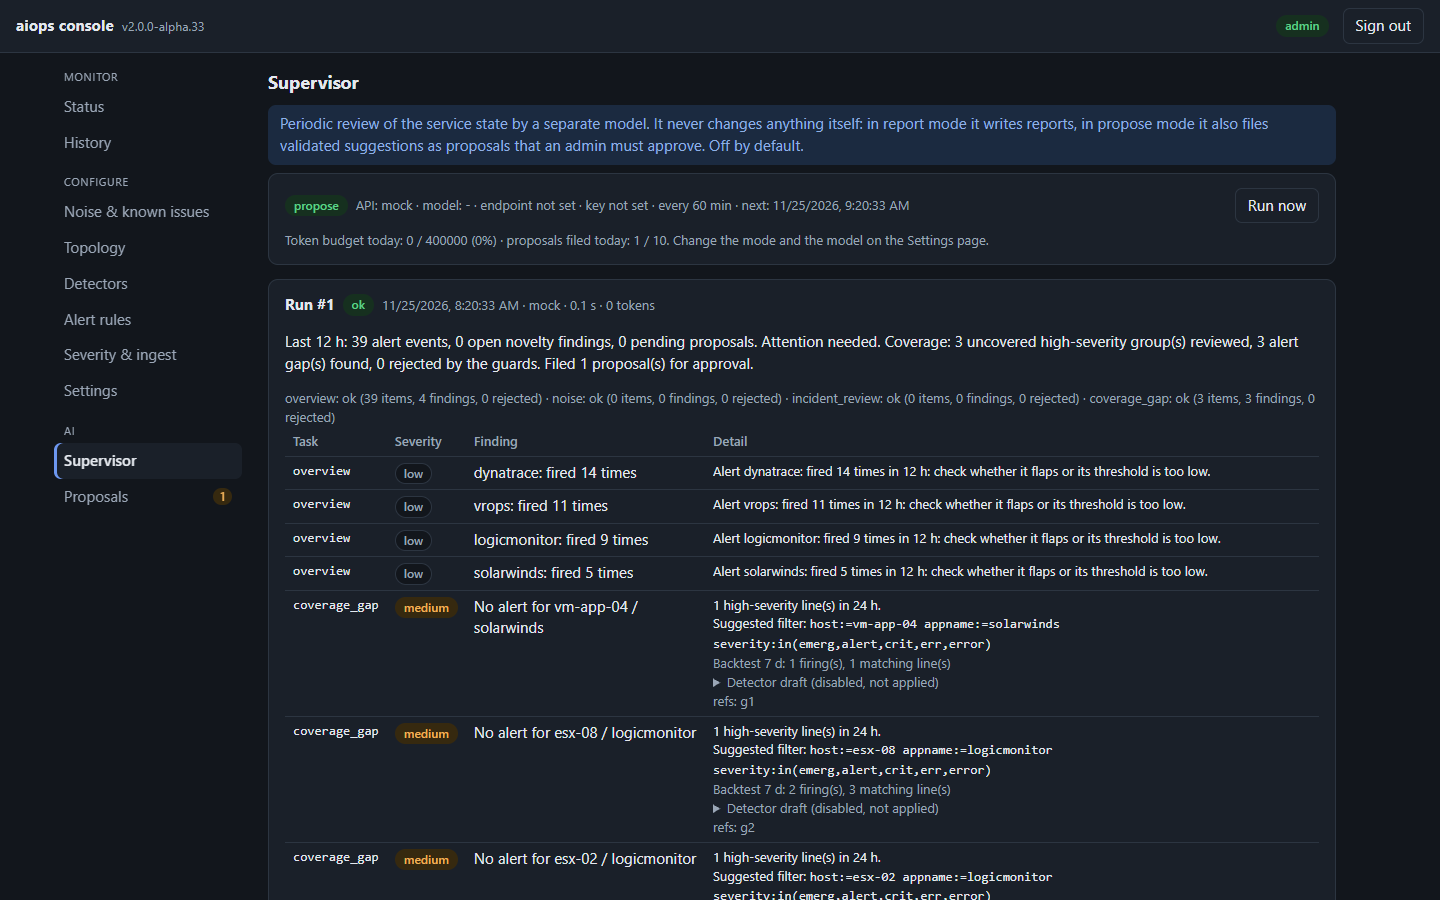 aiops console v2.0.0-alpha.33
admin
Sign out
MONITOR
Status
History
CONFIGURE
Noise & known issues
Topology
Detectors
Alert rules
Severity & ingest
Settings
AI
Supervisor
Proposals 1
Supervisor
Periodic review of the service state by a separate model. It never changes anything itself: in report mode it writes reports, in propose mode it also files
validated suggestions as proposals that an admin must approve. Off by default.
propose API: mock · model: - · endpoint not set · key not set · every 60 min · next: 11/25/2026, 9:20:33 AM
Run now
Token budget today: 0 / 400000 (0%) · proposals filed today: 1 / 10. Change the mode and the model on the Settings page.
Run #1 ok 11/25/2026, 8:20:33 AM · mock · 0.1 s · 0 tokens
Last 12 h: 39 alert events, 0 open novelty findings, 0 pending proposals. Attention needed. Coverage: 3 uncovered high-severity group(s) reviewed, 3 alert
gap(s) found, 0 rejected by the guards. Filed 1 proposal(s) for approval.
overview: ok (39 items, 4 findings, 0 rejected) · noise: ok (0 items, 0 findings, 0 rejected) · incident_review: ok (0 items, 0 findings, 0 rejected) · coverage_gap: ok (3 items, 3 findings, 0
rejected)
Task Severity Finding Detail
overview low dynatrace: fired 14 times Alert dynatrace: fired 14 times in 12 h: check whether it flaps or its threshold is too low.
overview low vrops: fired 11 times Alert vrops: fired 11 times in 12 h: check whether it flaps or its threshold is too low.
overview low logicmonitor: fired 9 times Alert logicmonitor: fired 9 times in 12 h: check whether it flaps or its threshold is too low.
overview low solarwinds: fired 5 times Alert solarwinds: fired 5 times in 12 h: check whether it flaps or its threshold is too low.
coverage_gap medium No alert for vm-app-04 /
solarwinds
1 high-severity line(s) in 24 h.
Suggested filter: host:=vm-app-04 appname:=solarwinds
severity:in(emerg,alert,crit,err,error)
Backtest 7 d: 1 firing(s), 1 matching line(s)
▶ Detector draft (disabled, not applied)
refs: g1
coverage_gap medium No alert for esx-08 / logicmonitor
1 high-severity line(s) in 24 h.
Suggested filter: host:=esx-08 appname:=logicmonitor
severity:in(emerg,alert,crit,err,error)
Backtest 7 d: 2 firing(s), 3 matching line(s)
▶ Detector draft (disabled, not applied)
refs: g2
coverage_gap medium No alert for esx-02 / logicmonitor
1 high-severity line(s) in 24 h.
Suggested filter: host:=esx-02 appname:=logicmonitor
severity:in(emerg,alert,crit,err,error)